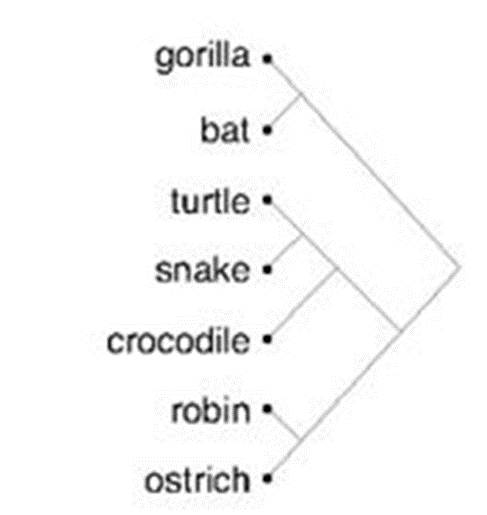 gorilla
bat
turtle
snake
crocodile
robin
ostrich